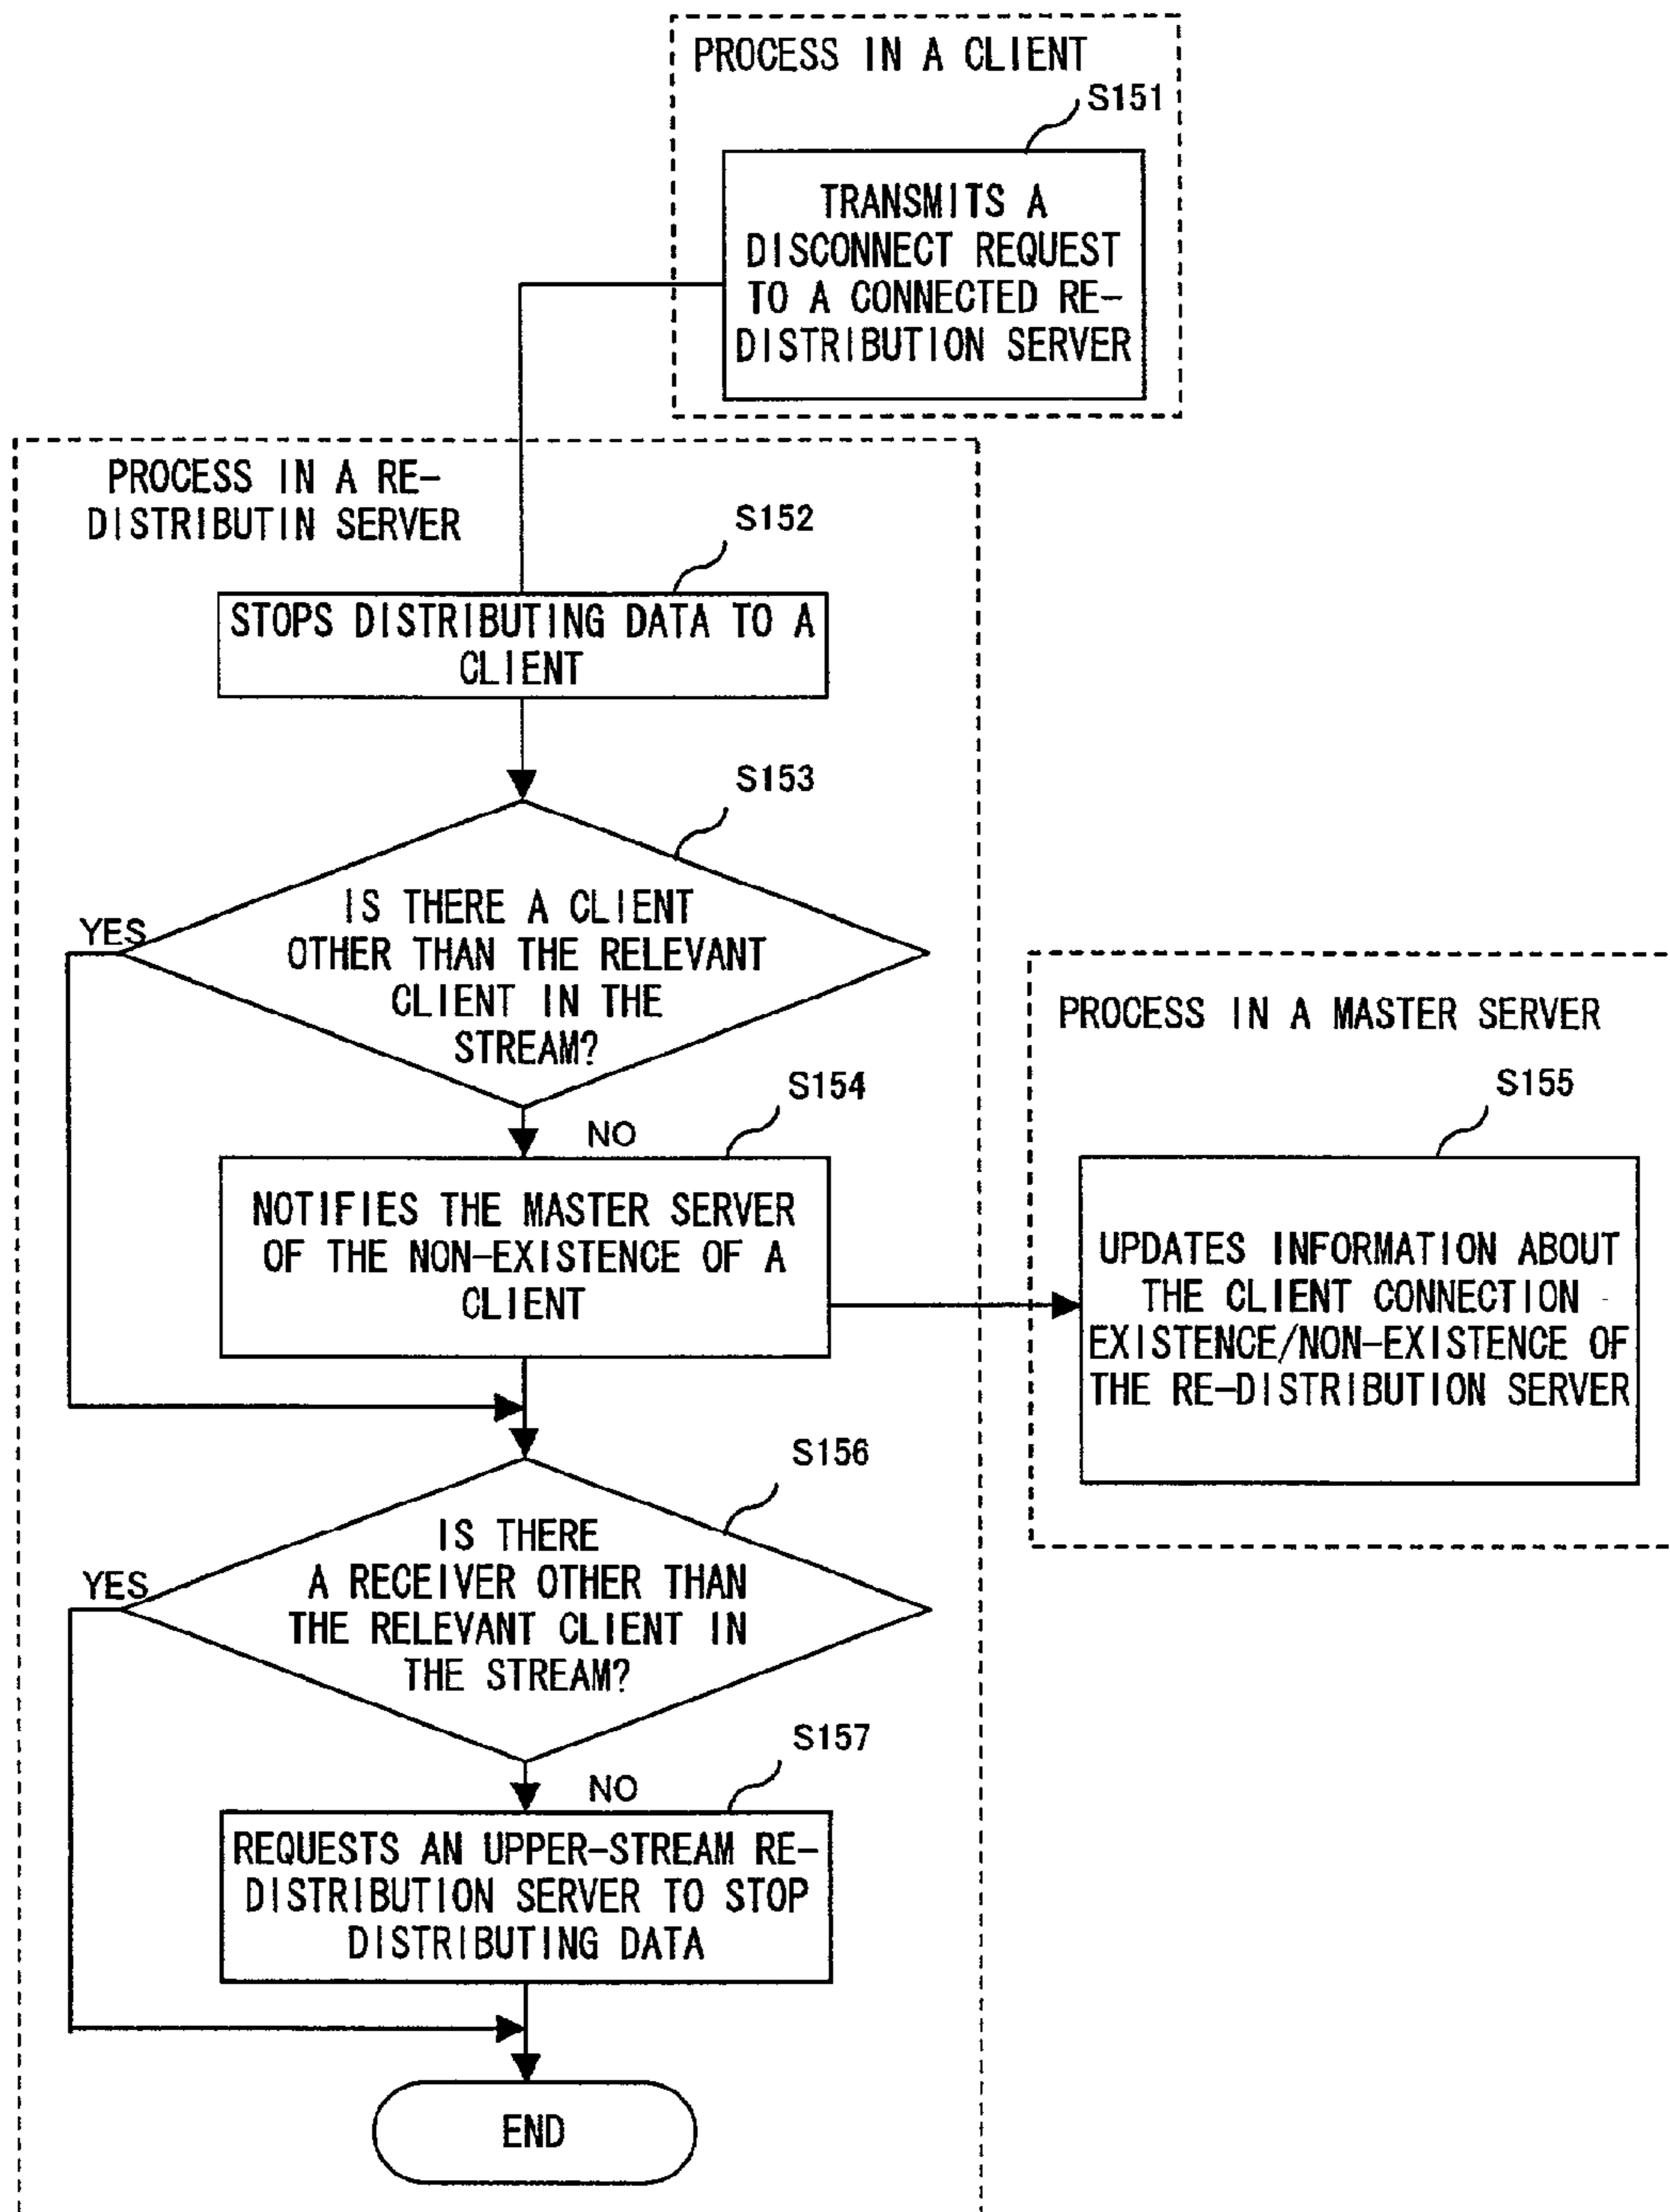 PROCESS IN A CLIENT
S151
TRANSMITS A
DISCONNECT REQUEST
TO A CONNECTED RE-
DISTRIBUTION SERVER
PROCESS IN A RE-
DISTRIBUTIN SERVER
S152
STOPS DISTRIBUTING DATA TO A
CLIENT
S153
IS THERE A CLIENT
OTHER THAN THE RELEVANT
CLIENT IN THE
STREAM?
YES
NO
S154
NOTIFIES THE MASTER SERVER
OF THE NON-EXISTENCE OF A
CLIENT
PROCESS IN A MASTER SERVER
S155
UPDATES INFORMATION ABOUT
THE CLIENT CONNECTION
EXISTENCE/NON-EXISTENCE OF
THE RE-DISTRIBUTION SERVER
S156
IS THERE
A RECEIVER OTHER THAN
THE RELEVANT CLIENT IN
THE STREAM?
YES
NO
S157
REQUESTS AN UPPER-STREAM RE-
DISTRIBUTION SERVER TO STOP
DISTRIBUTING DATA
END